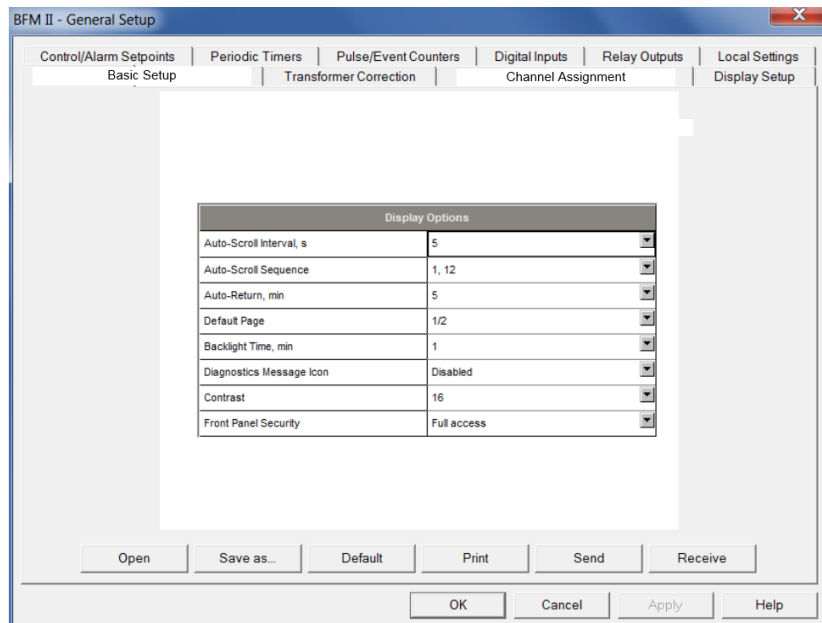 BFM II - General Setup
Control/Alarm Setpoints Periodic Timers Pulse/Event Counters Digital Inputs Relay Outputs Local Settings
Basic Setup Transformer Correction Channel Assignment Display Setup
Display Options
Auto-Scroll Interval, s 5
Auto-Scroll Sequence 1, 12
Auto-Return, min 5
Default Page 1/2
Backlight Time, min 1
Diagnostics Message Icon Disabled
Contrast 16
Front Panel Security Full access
Open Save as... Default Print Send Receive
OK Cancel Apply Help